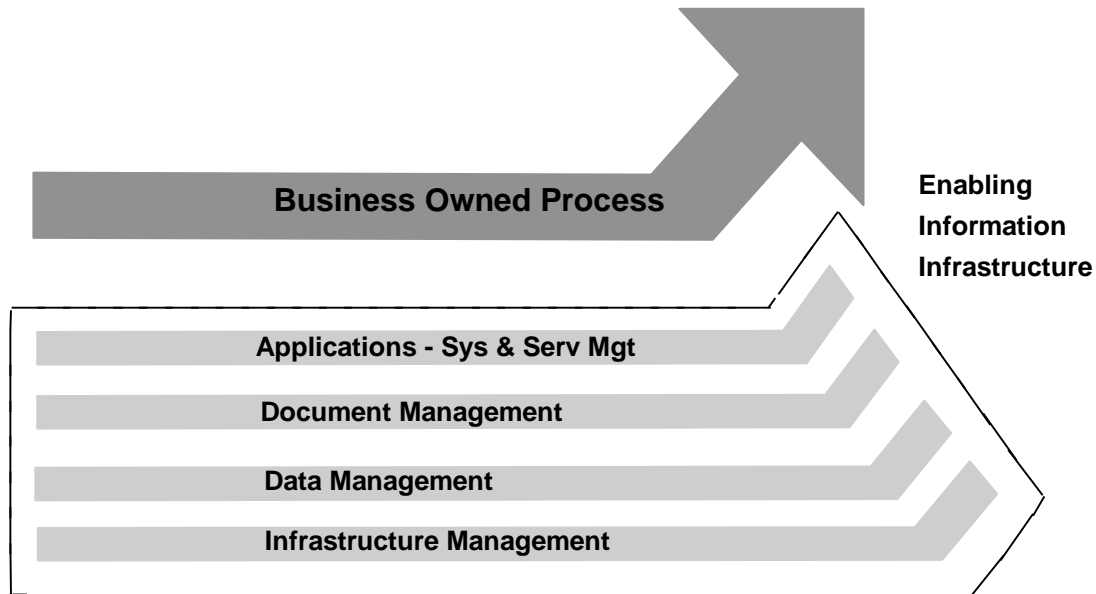 Business Owned Process
Enabling
Information
Infrastructure
Applications - Sys & Serv Mgt
Document Management
Data Management
Infrastructure Management